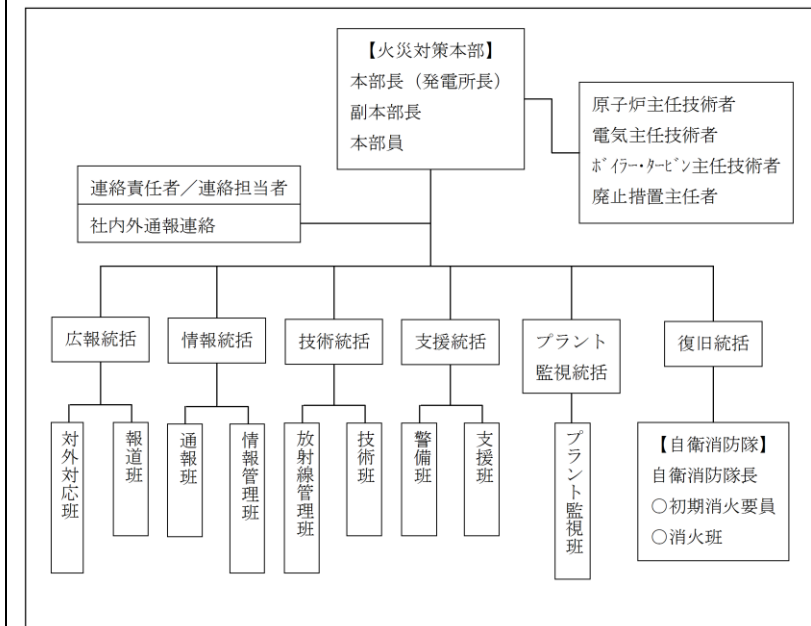 【火災対策本部】
本部長（発電所長）
副本部長
本部員
原子炉主任技術者
電気主任技術者
ﾎﾞｲﾗｰ・ﾀｰﾋﾞﾝ主任技術者
廃止措置主任者
連絡責任者／連絡担当者
社内外通報連絡
広報統括
情報統括
技術統括
支援統括
プラント
監視統括
復旧統括
対外対応班
報道班
通報班
情報管理班
放射線管理班
技術班
警備班
支援班
プラント監視班
【自衛消防隊】
自衛消防隊長
○初期消火要員
○消火班